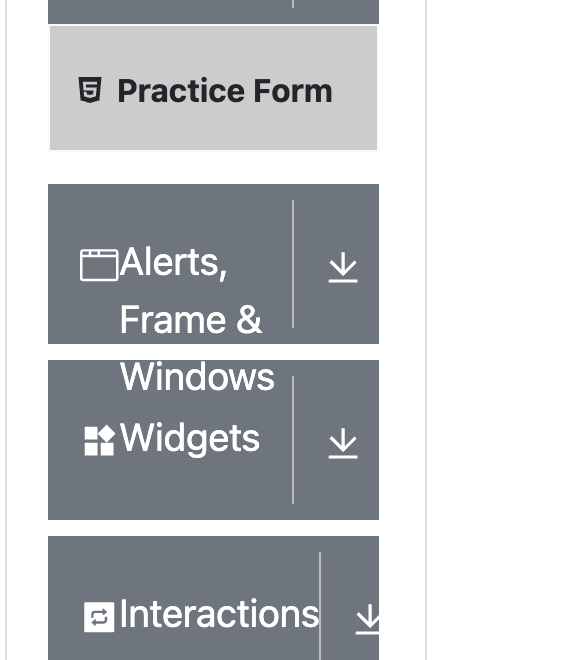 Practice Form
Alerts,
Frame &
Windows
Widgets
Interactions